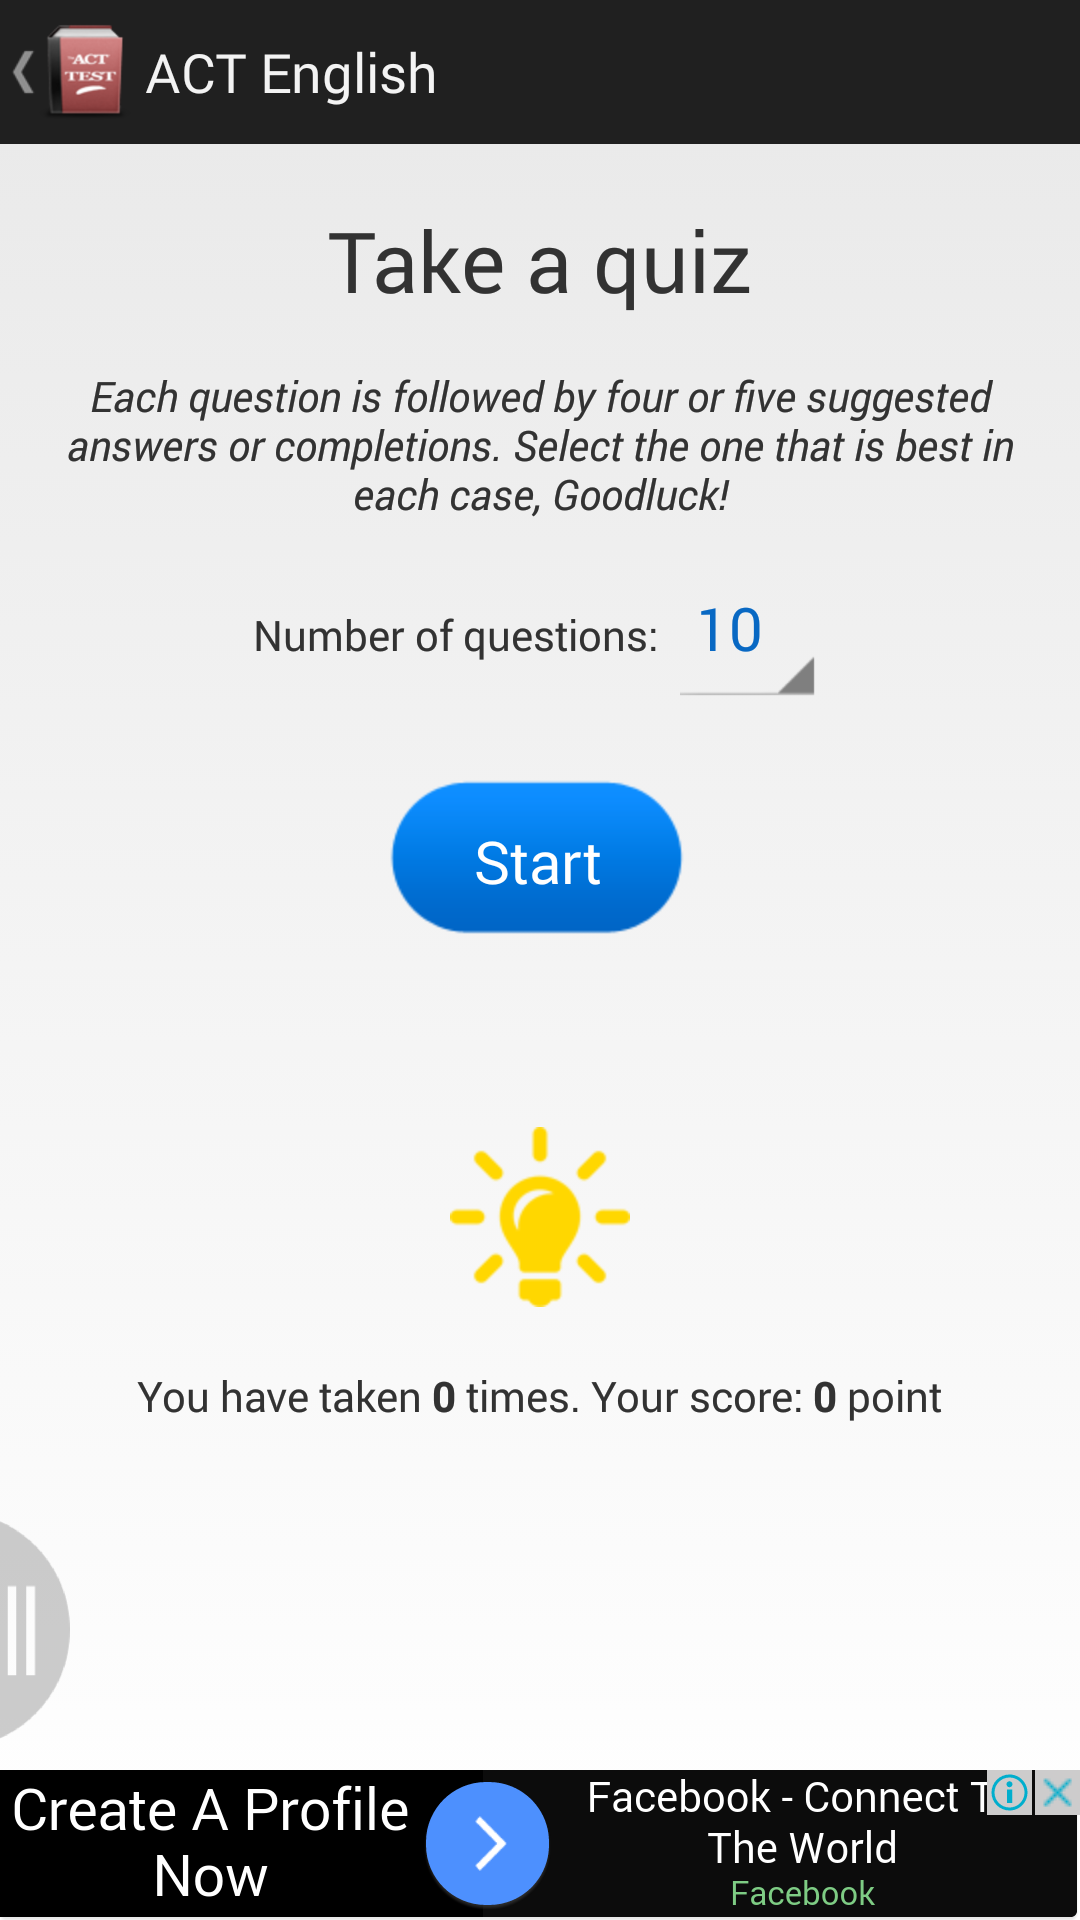 ACT
TEST
ACT English
Take a quiz
Each question is followed by four or five suggested
answers or completions. Select the one that is best in
each case, Goodluck!
Number of questions: 10
Start
You have taken 0 times. Your score: 0 point
Create A Profile
Now
Facebook - Connect T
The World
Facebook